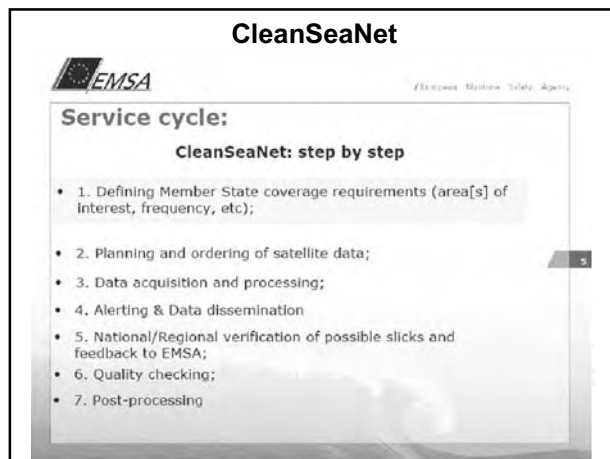 CleanSeaNet
EMSA
European Maritime Safety Agency
Service cycle:
CleanSeaNet: step by step
• 1. Defining Member State coverage requirements (area[s] of
interest, frequency, etc);
• 2. Planning and ordering of satellite data;
5
• 3. Data acquisition and processing;
• 4. Alerting & Data dissemination
• 5. National/Regional verification of possible slicks and
feedback to EMSA;
• 6. Quality checking;
• 7. Post-processing